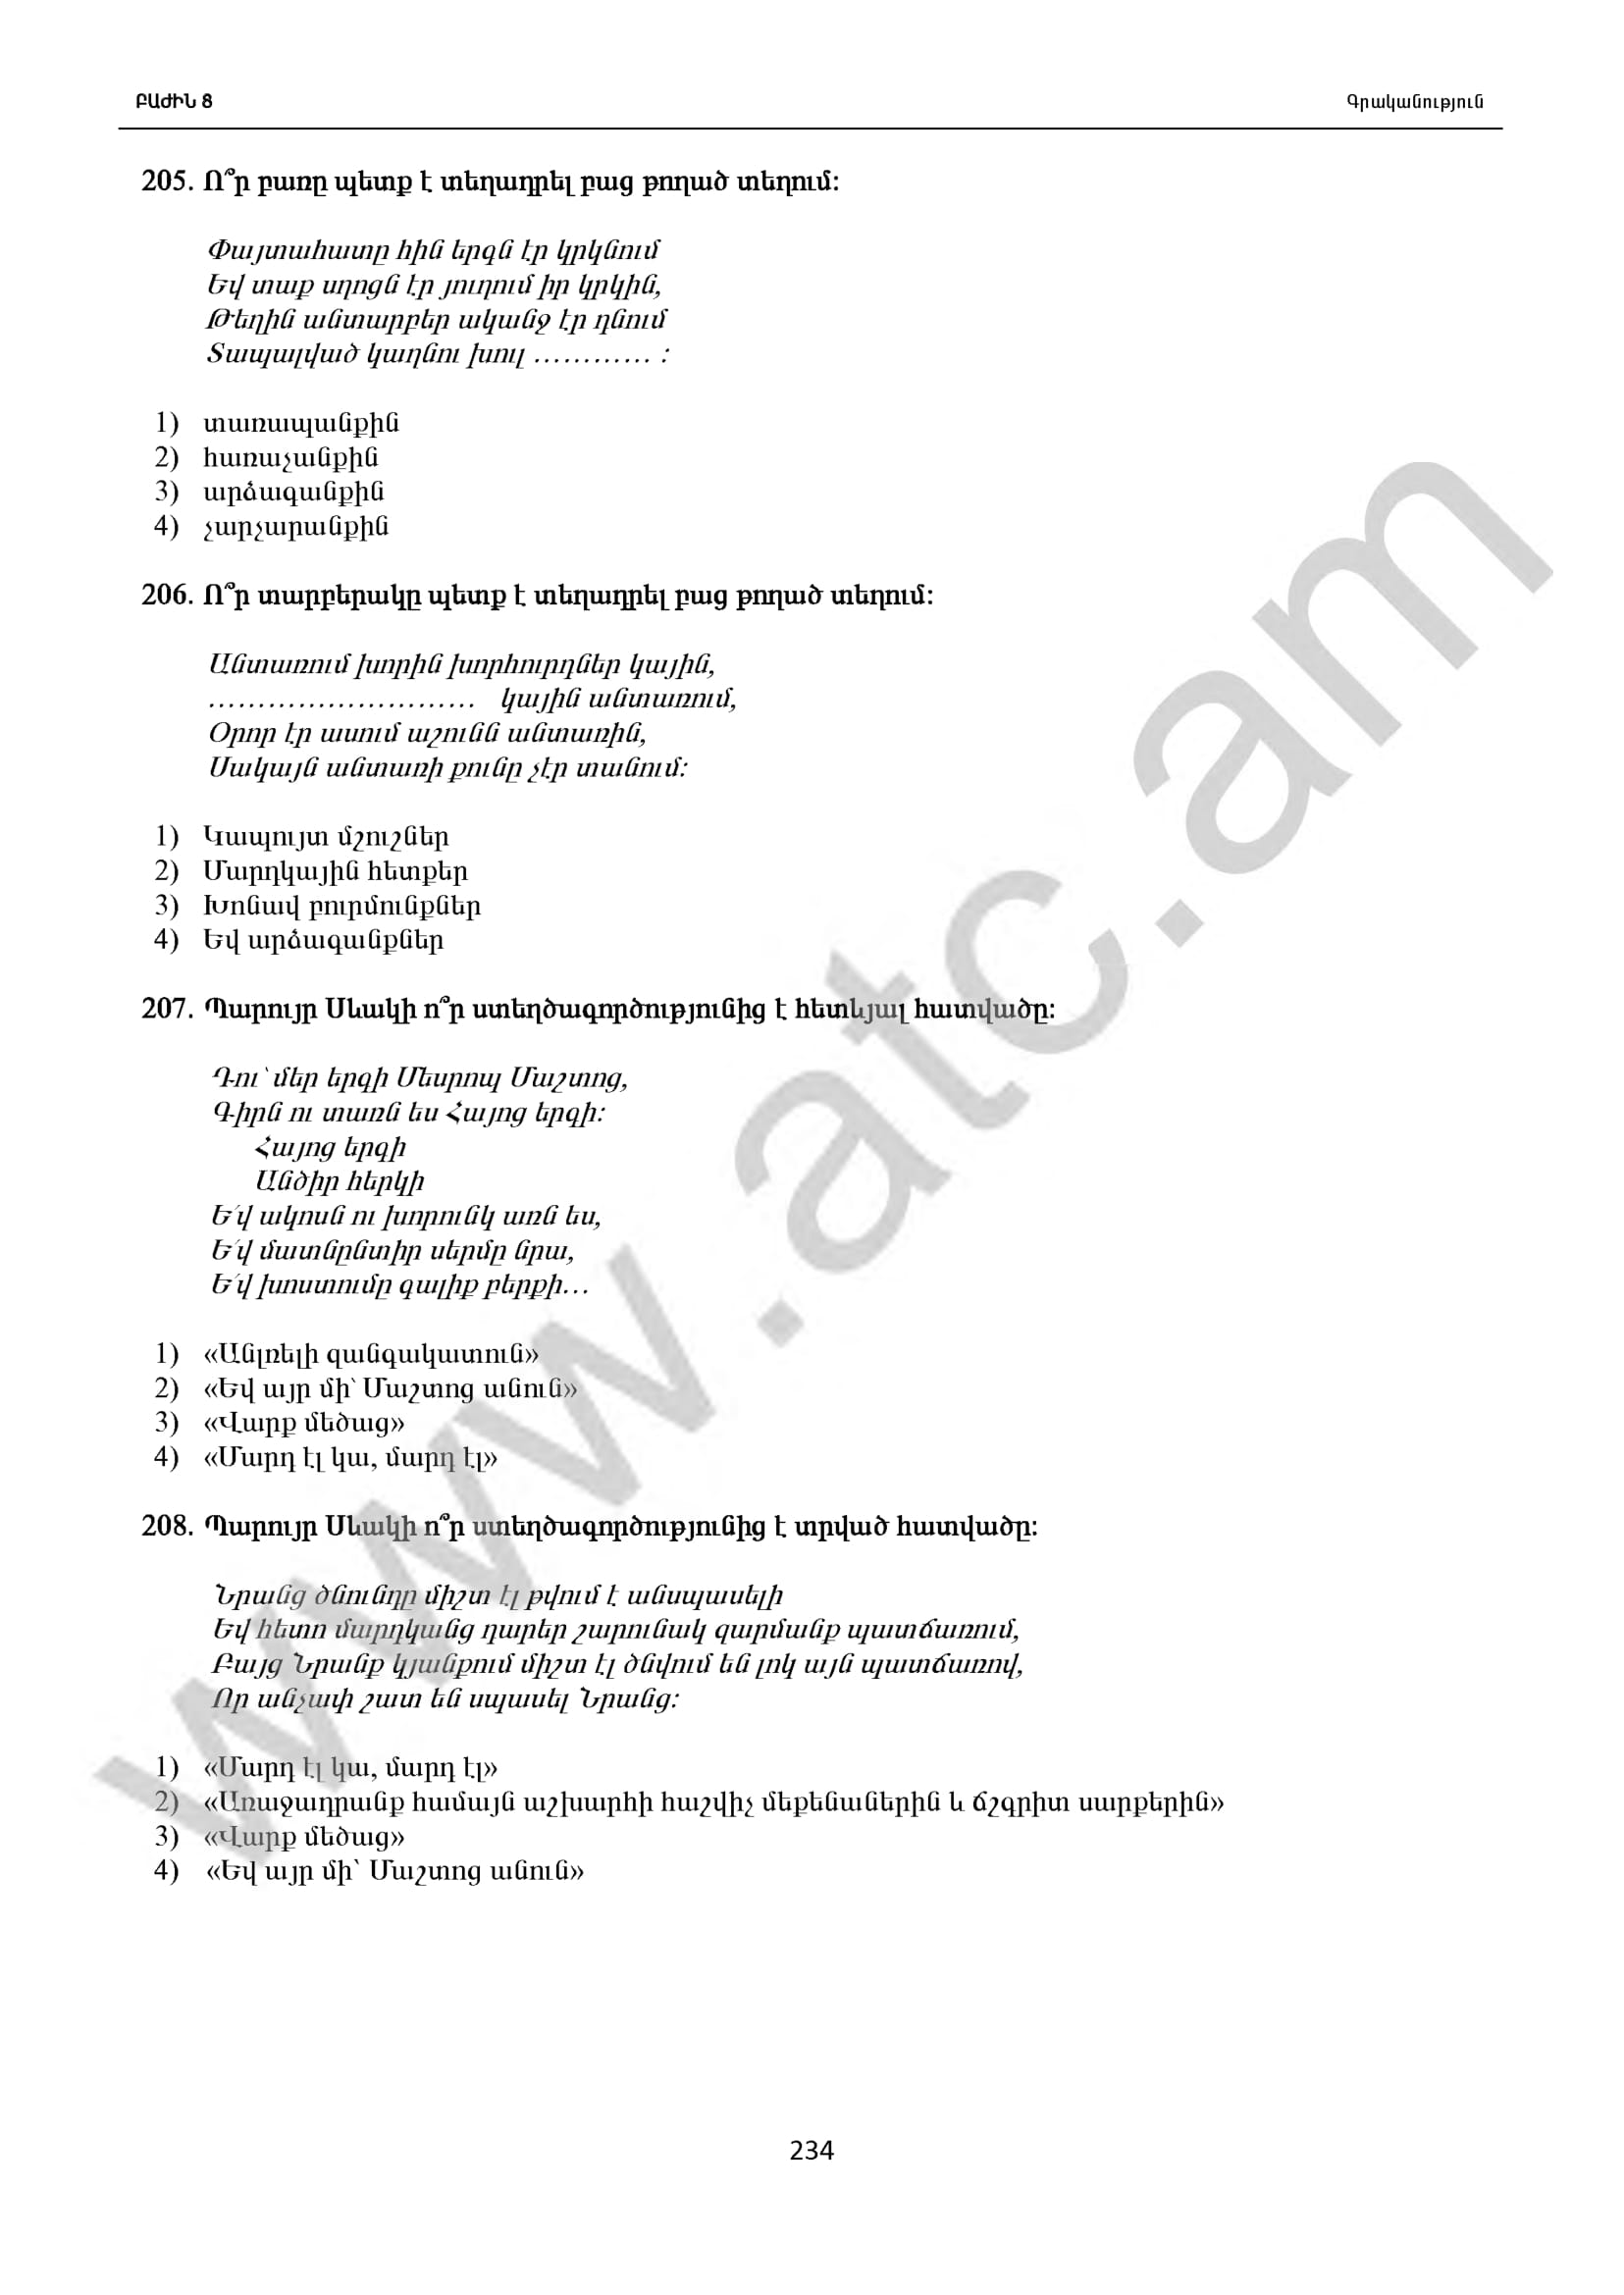 ԲԱԺԻՆ 8
Գրականություն
205. Ո՞ր բառը պետք է տեղադրել բաց թողած տեղում:
Փայտահատը հին երգն էր կրկնում
Եվ տաք սղոցն էր յուղում իր կրկին,
Թեղին անտարբեր ականջ էր դնում
Տապալված կաղնու խուլ ………… :
1) տառապանքին
2) հառաչանքին
3) արձագանքին
4) չարչարանքին
206. Ո՞ր տարբերակը պետք է տեղադրել բաց թողած տեղում:
Անտառում խորին խորհուրդներ կային,
……………………… կային անտառում,
Օրոր էր ասում աշունն անտառին,
Սակայն անտառի քունը չէր տանում:
1) Կապույտ մշուշներ
2) Մարդկային հետքեր
3) Խոնավ բուրմունքներ
4) Եվ արձագանքներ
207. Պարույր Սևակի ո՞ր ստեղծագործությունից է հետևյալ հատվածը:
Դու՝ մեր երգի Մեսրոպ Մաշտոց,
Գիրն ու տառն ես Հայոց երգի:
Հայոց երգի
Անծիր հերկի
Ե՛վ ակոսն ու խորունկ առն ես,
Ե՛վ մատնընտիր սերմը նրա,
Ե՛վ խոստումը գալիք բերքի…
1) «Անլռելի զանգակատուն»
2) «Եվ այր մի՝ Մաշտոց անուն»
3) «Վարք մեծաց»
4) «Մարդ էլ կա, մարդ էլ»
208. Պարույր Սևակի ո՞ր ստեղծագործությունից է տրված հատվածը:
Նրանց ծնունդը միշտ էլ թվում է անսպասելի
Եվ հետո մարդկանց դարեր շարունակ զարմանք պատճառում,
Բայց Նրանք կյանքում միշտ էլ ծնվում են լոկ այն պատճառով,
Որ անչափ շատ են սպասել Նրանց:
1) «Մարդ էլ կա, մարդ էլ»
2) «Առաջադրանք համայն աշխարհի հաշվիչ մեքենաներին և ճշգրիտ սարքերին»
3) «Վարք մեծաց»
4) «Եվ այր մի՝ Մաշտոց անուն»
234
www.atc.am